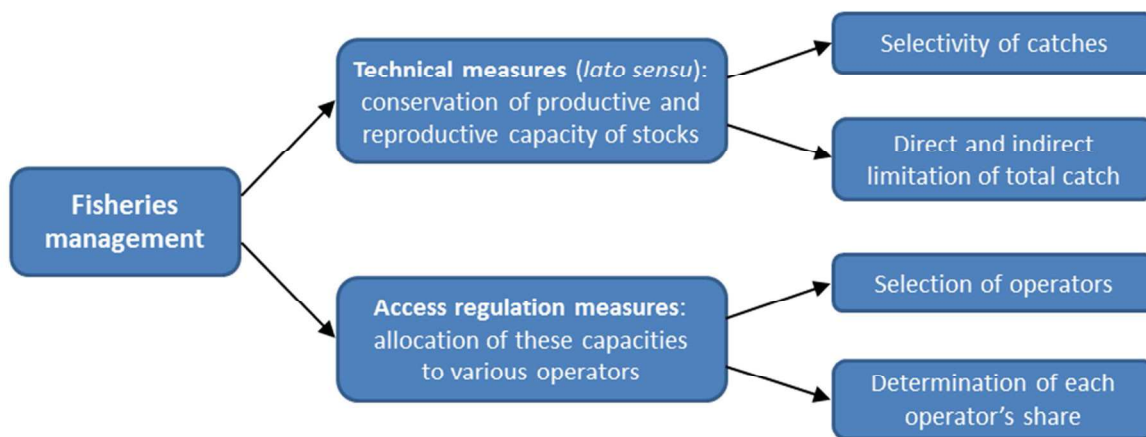 Fisheries
management
Technical measures (lato sensu):
conservation of productive and
reproductive capacity of stocks
Selectivity of catches
Direct and indirect
limitation of total catch
Access regulation measures:
allocation of these capacities
to various operators
Selection of operators
Determination of each
operator's share